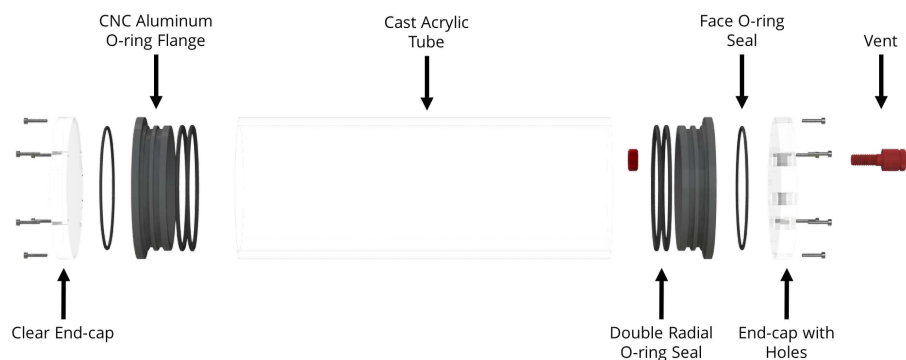 CNC Aluminum
O-ring Flange
Cast Acrylic
Tube
Face O-ring
Seal
Vent
Clear End-cap
Double Radial
O-ring Seal
End-cap with
Holes